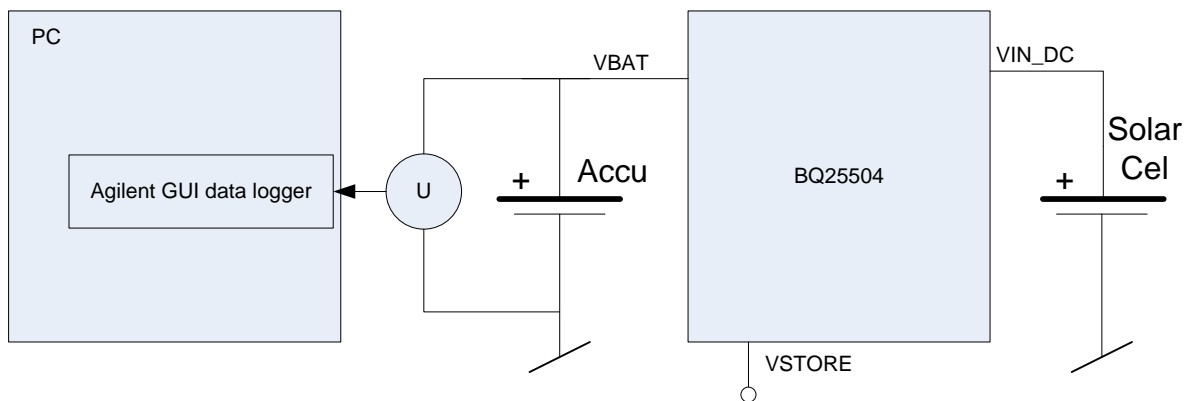 PC
VBAT
VIN_DC
Agilent GUI data logger
U
+
Accu
BQ25504
+
Solar
Cel
VSTORE